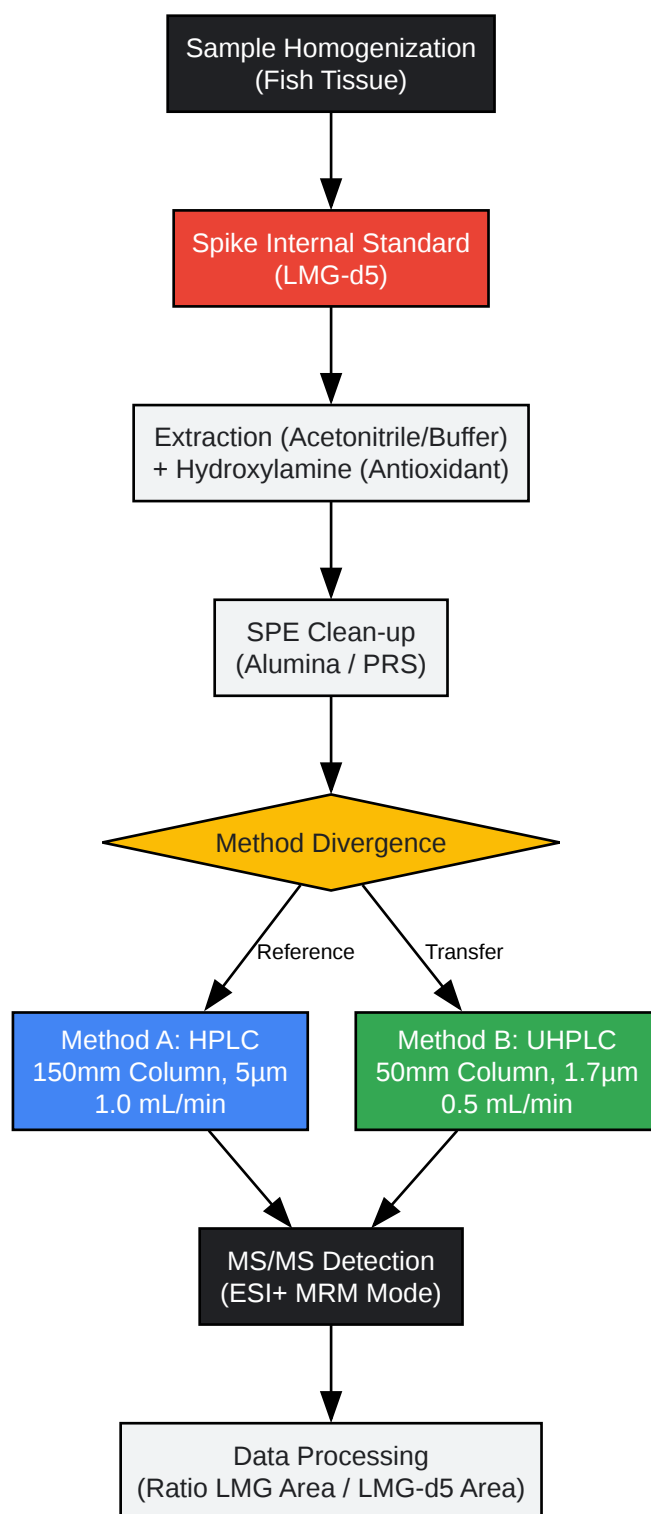 Sample Homogenization
(Fish Tissue)
Spike Internal Standard
(LMG-d5)
Extraction (Acetonitrile/Buffer)
+ Hydroxylamine (Antioxidant)
SPE Clean-up
(Alumina / PRS)
Method Divergence
Reference
Transfer
Method A: HPLC
150mm Column, 5µm
1.0 mL/min
Method B: UHPLC
50mm Column, 1.7µm
0.5 mL/min
MS/MS Detection
(ESI+ MRM Mode)
Data Processing
(Ratio LMG Area / LMG-d5 Area)